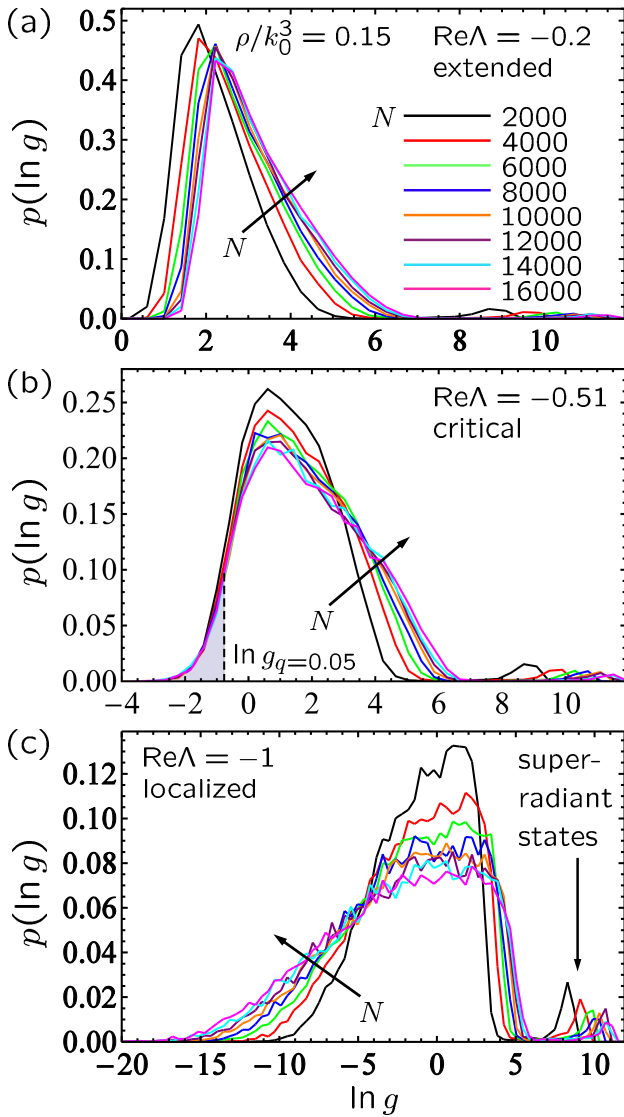 (a)
ρ/k₀³ = 0.15
ReΛ = −0.2
extended
N
2000
4000
6000
8000
10000
12000
14000
16000
N
p(ln g)
0.5
0.4
0.3
0.2
0.1
0.0
0 2 4 6 8 10
(b)
ReΛ = −0.51
critical
p(ln g)
0.25
0.20
0.15
0.10
0.05
0.00
N
ln g_{q=0.05}
−4 −2 0 2 4 6 8 10
(c)
ReΛ = −1
localized
super-
radiant
states
p(ln g)
0.12
0.10
0.08
0.06
0.04
0.02
0.00
N
−20 −15 −10 −5 0 5 10
ln g